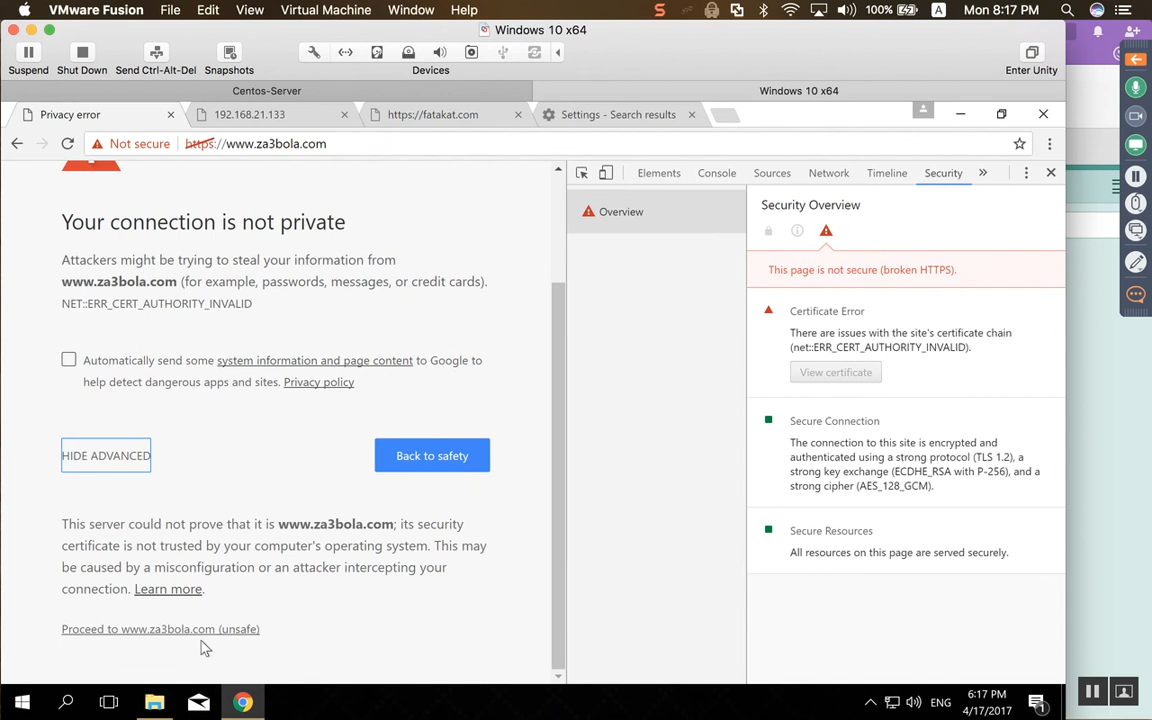 VMware Fusion File Edit View Virtual Machine Window Help
100% A Mon 8:17 PM
Windows 10 x64
Suspend Shut Down Send Ctrl-Alt-Del Snapshots Devices Enter Unity
Centos-Server Windows 10 x64
Privacy error 192.168.21.133 https://fatakat.com Settings - Search results
Not secure https://www.za3bola.com
Elements Console Sources Network Timeline Security
Your connection is not private
Attackers might be trying to steal your information from
www.za3bola.com (for example, passwords, messages, or credit cards).
NET::ERR_CERT_AUTHORITY_INVALID
Automatically send some system information and page content to Google to
help detect dangerous apps and sites. Privacy policy
HIDE ADVANCED
Back to safety
This server could not prove that it is www.za3bola.com; its security
certificate is not trusted by your computer's operating system. This may
be caused by a misconfiguration or an attacker intercepting your
connection. Learn more.
Proceed to www.za3bola.com (unsafe)
Overview
Security Overview
This page is not secure (broken HTTPS).
Certificate Error
There are issues with the site's certificate chain
(net::ERR_CERT_AUTHORITY_INVALID).
View certificate
Secure Connection
The connection to this site is encrypted and
authenticated using a strong protocol (TLS 1.2), a
strong key exchange (ECDHE_RSA with P-256), and a
strong cipher (AES_128_GCM).
Secure Resources
All resources on this page are served securely.
ENG
6:17 PM
4/17/2017
1